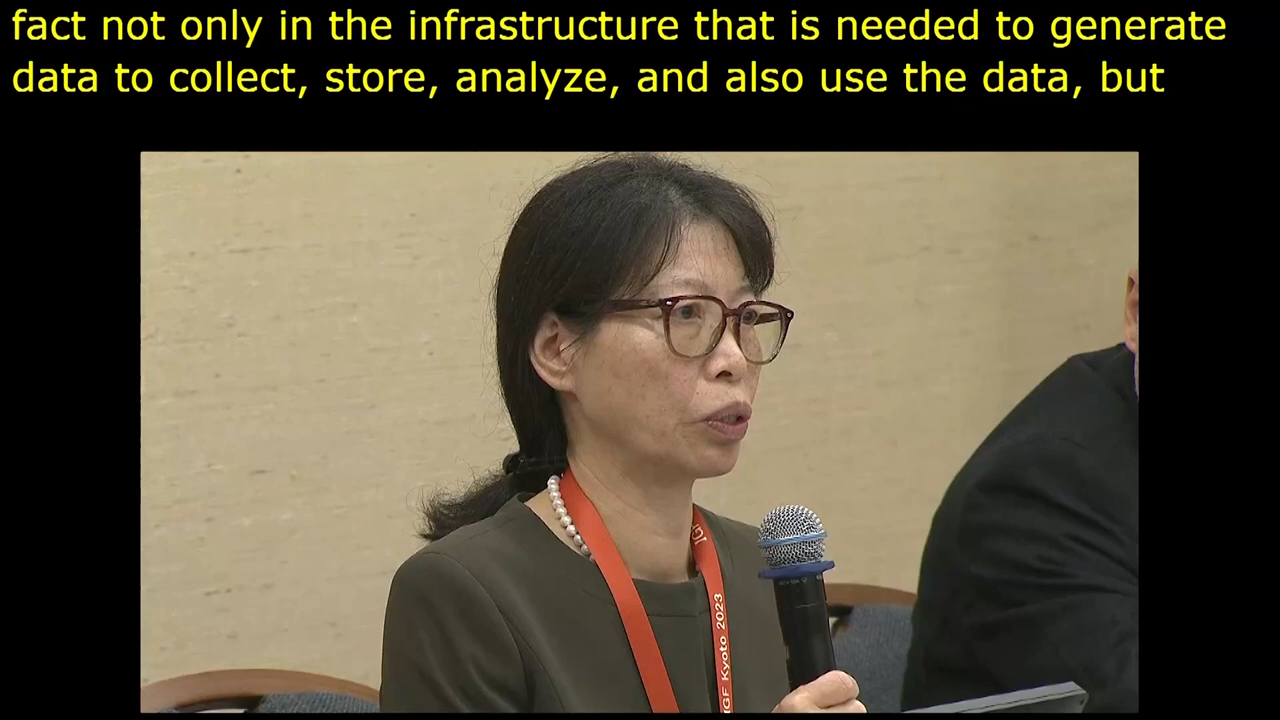 fact not only in the infrastructure that is needed to generate
data to collect, store, analyze, and also use the data, but
IGF Kyoto 2023